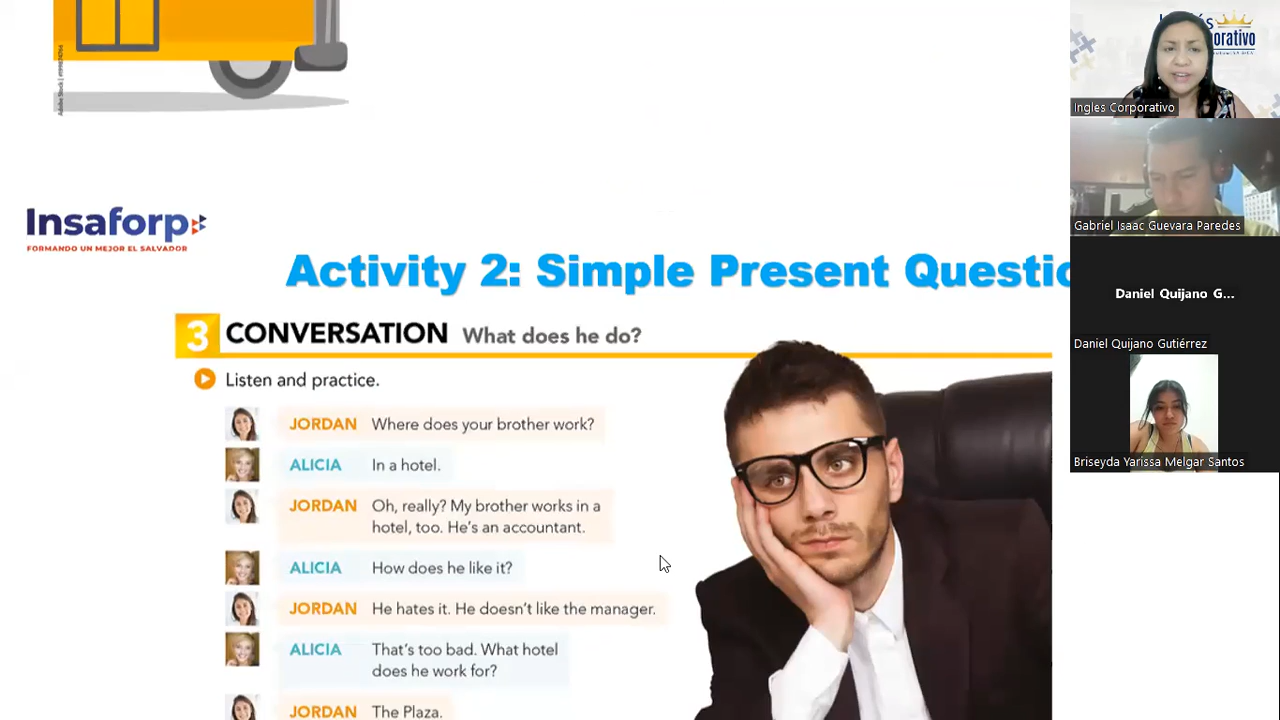 Insaforp
FORMANDO UN MEJOR EL SALVADOR
Activity 2: Simple Present Questio
3 CONVERSATION What does he do?
Listen and practice.
JORDAN Where does your brother work?
ALICIA In a hotel.
JORDAN Oh, really? My brother works in a
hotel, too. He's an accountant.
ALICIA How does he like it?
JORDAN He hates it. He doesn't like the manager.
ALICIA That's too bad. What hotel
does he work for?
JORDAN The Plaza.
Ingles Corporativo
Gabriel Isaac Guevara Paredes
Daniel Quijano G...
Daniel Quijano Gutiérrez
Briseyda Yarissa Melgar Santos